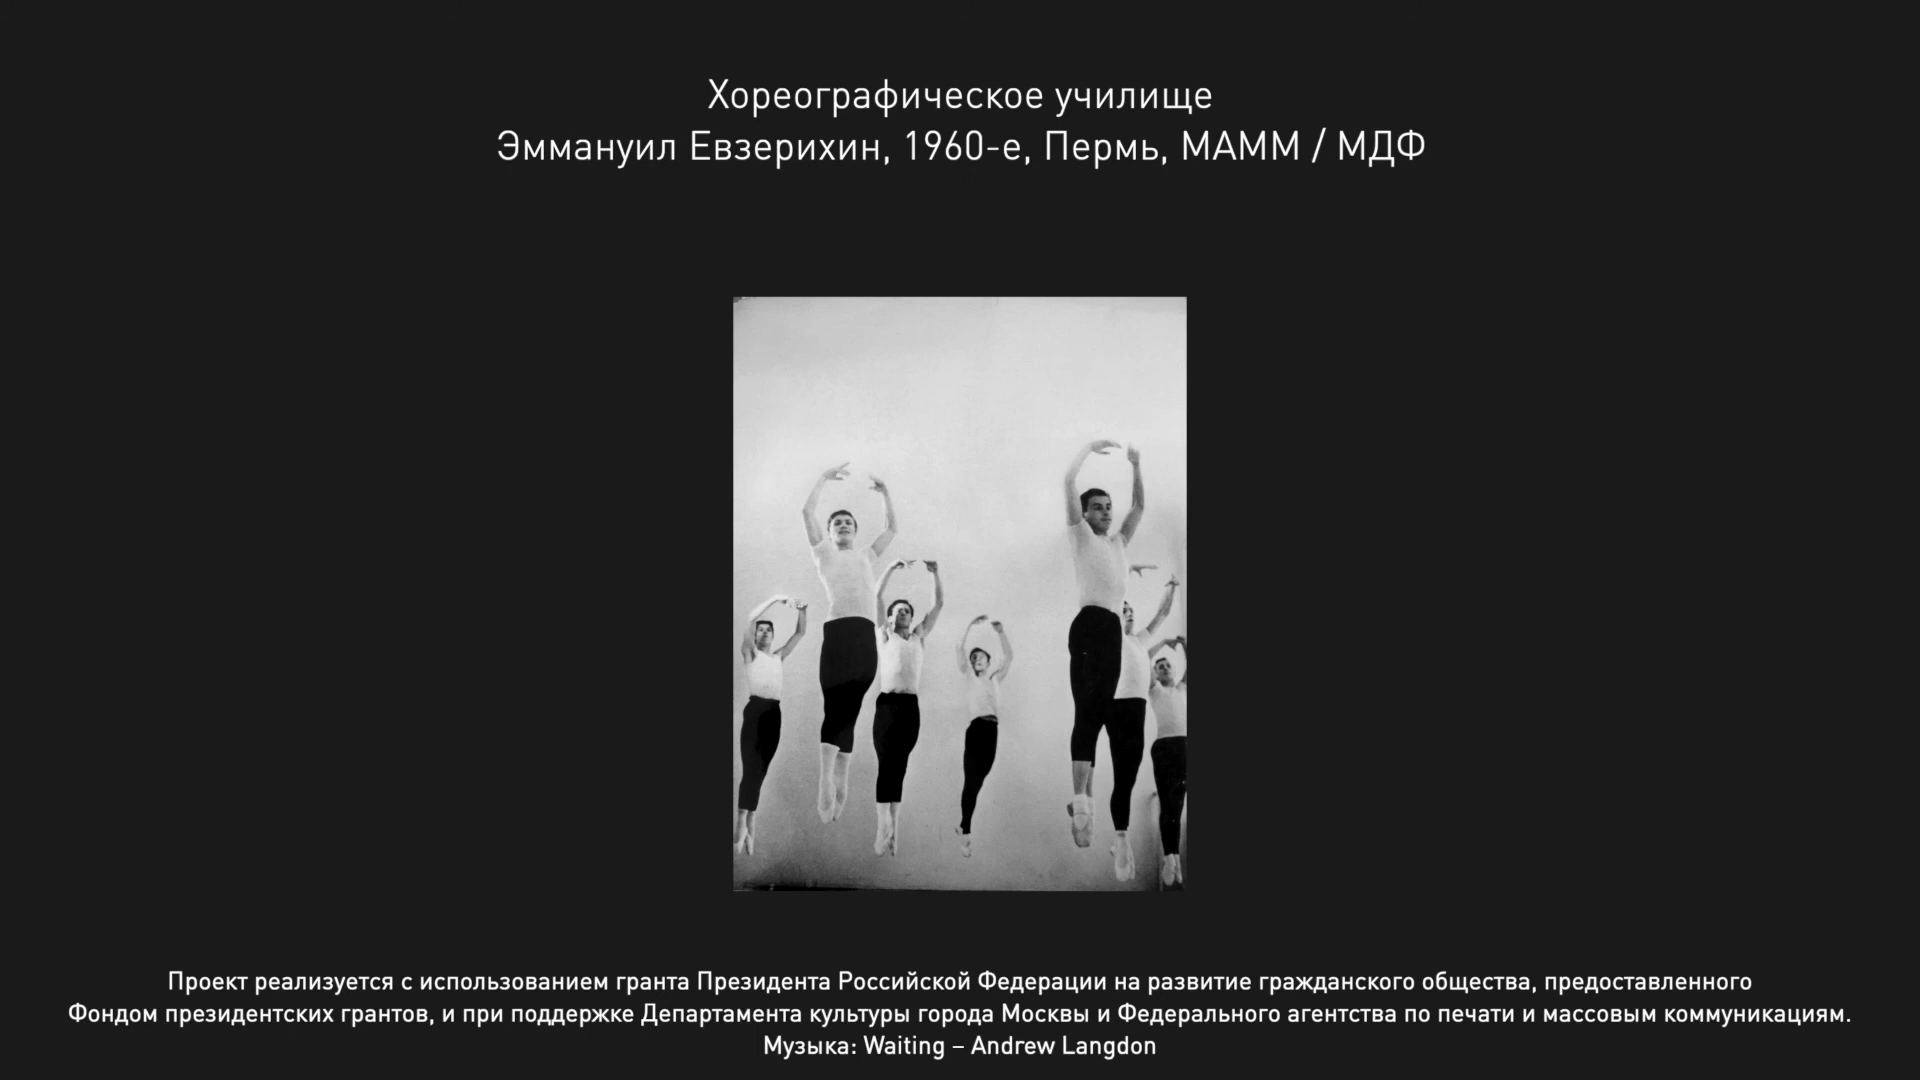 Хореографическое училище
Эммануил Евзерихин, 1960-е, Пермь, МАММ / МДФ
Проект реализуется с использованием гранта Президента Российской Федерации на развитие гражданского общества, предоставленного
Фондом президентских грантов, и при поддержке Департамента культуры города Москвы и Федерального агентства по печати и массовым коммуникациям.
Музыка: Waiting – Andrew Langdon